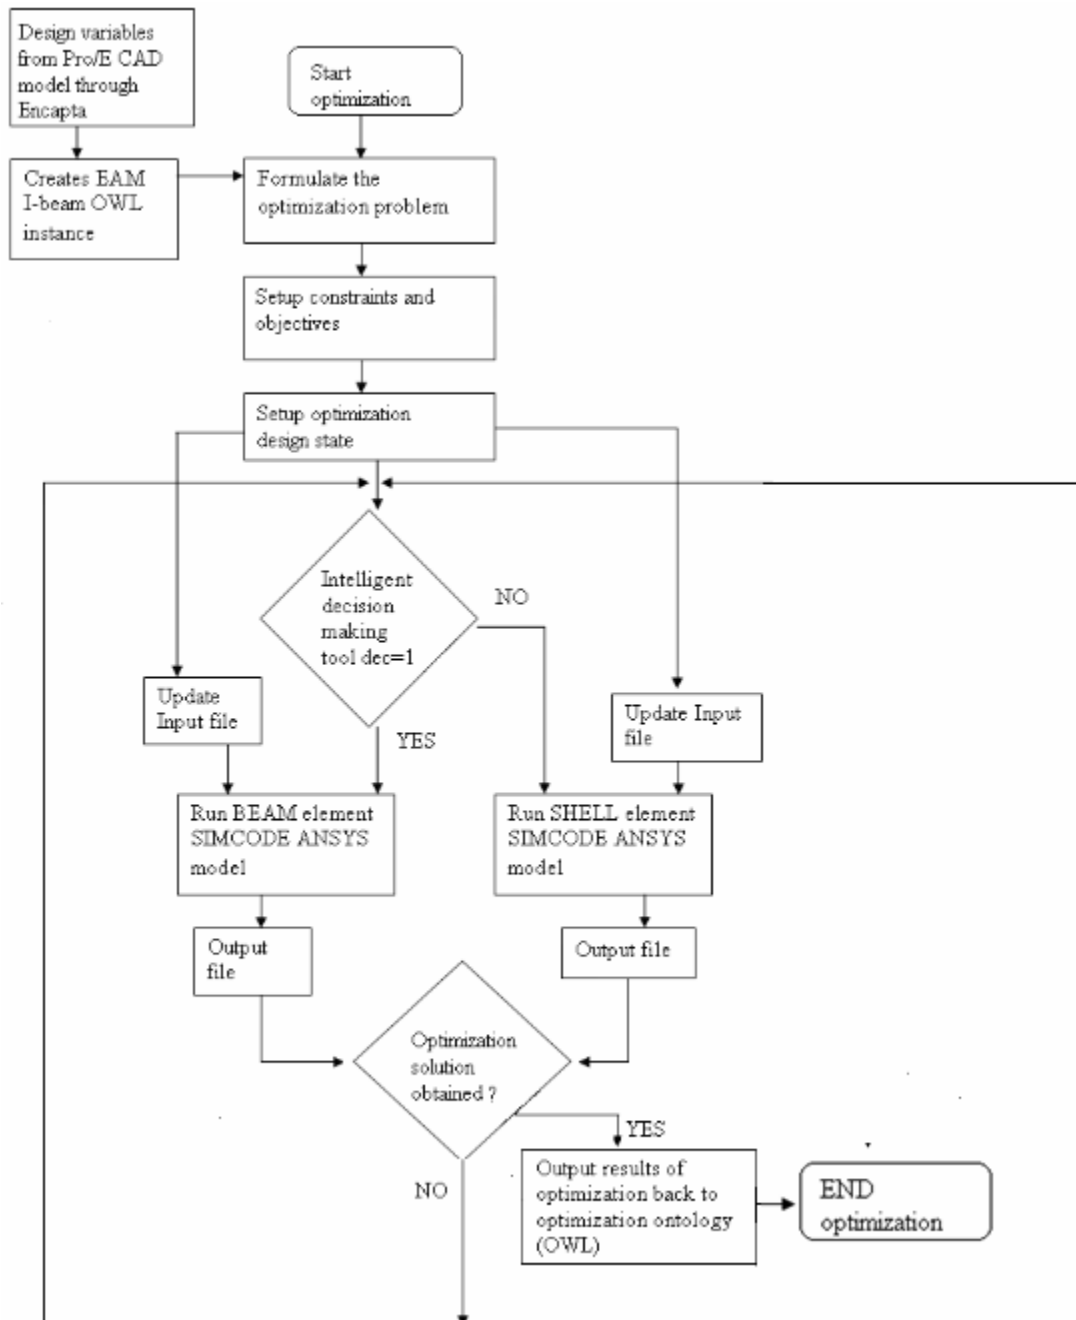 Design variables
from Pro/E CAD
model through
Encapta
Start
optimization
Creates EAM
I-beam OWL
instance
Formulate the
optimization problem
Setup constraints and
objectives
Setup optimization
design state
Intelligent
decision
making
tool dec=1
NO
YES
Update
Input file
Update Input
file
Run BEAM element
SIMCODE ANSYS
model
Run SHELL element
SIMCODE ANSYS
model
Output
file
Output file
Optimization
solution
obtained ?
YES
NO
Output results of
optimization back to
optimization ontology
(OWL)
END
optimization